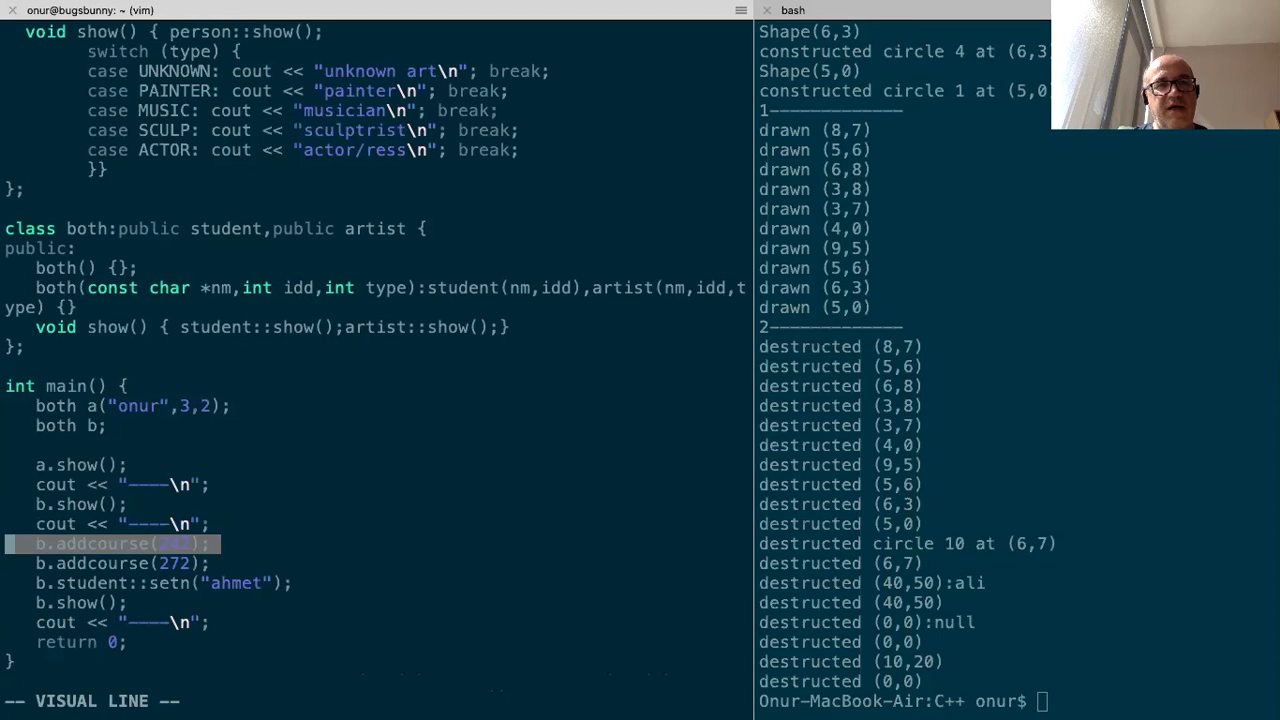 onur@bugsbunny: ~ (vim)
void show() { person::show();
switch (type) {
case UNKNOWN: cout << "unknown art\n"; break;
case PAINTER: cout << "painter\n"; break;
case MUSIC: cout << "musician\n"; break;
case SCULP: cout << "sculptrist\n"; break;
case ACTOR: cout << "actor/ress\n"; break;
}}
};
class both:public student,public artist {
public:
both() {};
both(const char *nm,int idd,int type):student(nm,idd),artist(nm,idd,t
ype) {}
void show() { student::show();artist::show();}
};
int main() {
both a("onur",3,2);
both b;
a.show();
cout << "----\n";
b.show();
cout << "----\n";
b.addcourse(242);
b.addcourse(272);
b.student::setn("ahmet");
b.show();
cout << "----\n";
return 0;
}
-- VISUAL LINE --
bash
Shape(6,3)
constructed circle 4 at (6,3
Shape(5,0)
constructed circle 1 at (5,0
1-------------
drawn (8,7)
drawn (5,6)
drawn (6,8)
drawn (3,8)
drawn (3,7)
drawn (4,0)
drawn (9,5)
drawn (5,6)
drawn (6,3)
drawn (5,0)
2-------------
destructed (8,7)
destructed (5,6)
destructed (6,8)
destructed (3,8)
destructed (3,7)
destructed (4,0)
destructed (9,5)
destructed (5,6)
destructed (6,3)
destructed (5,0)
destructed circle 10 at (6,7)
destructed (6,7)
destructed (40,50):ali
destructed (40,50)
destructed (0,0):null
destructed (0,0)
destructed (10,20)
destructed (0,0)
Onur-MacBook-Air:C++ onur$